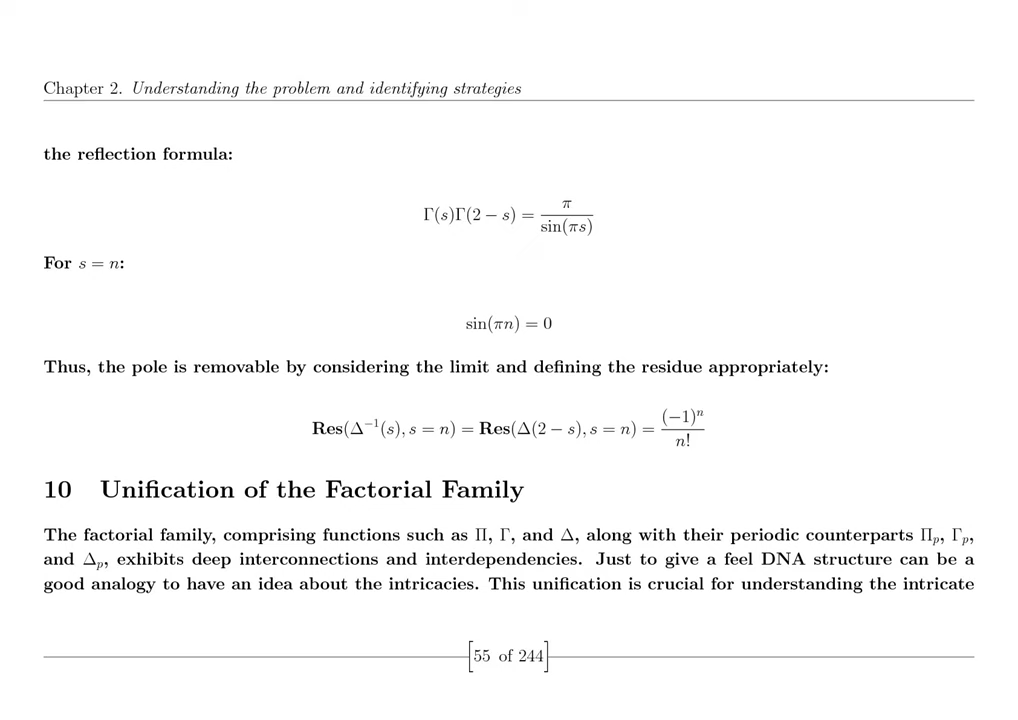 Chapter 2. Understanding the problem and identifying strategies
the reflection formula:
Γ(s)Γ(2 − s) = π / sin(πs)
For s = n:
sin(πn) = 0
Thus, the pole is removable by considering the limit and defining the residue appropriately:
Res(Δ⁻¹(s), s = n) = Res(Δ(2 − s), s = n) = (−1)ⁿ / n!
10 Unification of the Factorial Family
The factorial family, comprising functions such as Π, Γ, and Δ, along with their periodic counterparts Πₚ, Γₚ,
and Δₚ, exhibits deep interconnections and interdependencies. Just to give a feel DNA structure can be a
good analogy to have an idea about the intricacies. This unification is crucial for understanding the intricate
[55 of 244]